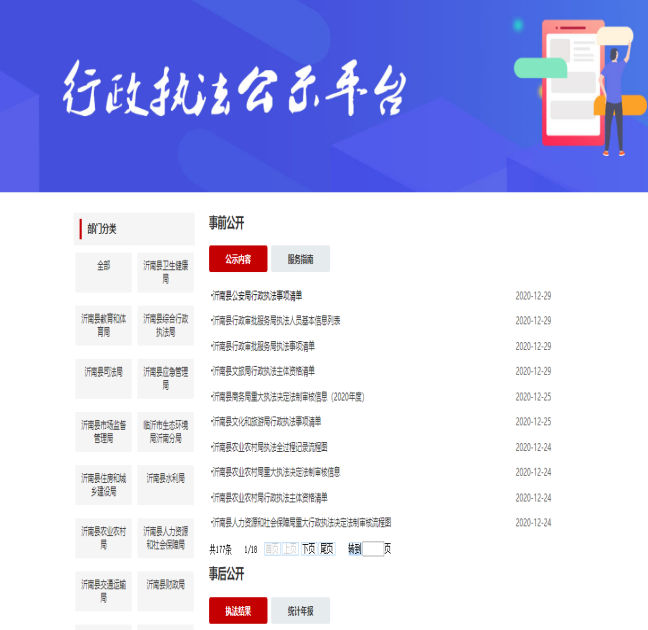 行政执法公示平台
部门分类
全部
沂南县卫生健康
局
沂南县教育和体
育局
沂南县综合行政
执法局
沂南县司法局
沂南县应急管理
局
沂南县市场监督
管理局
临沂市生态环境
局沂南分局
沂南县住房和城
乡建设局
沂南县水利局
沂南县农业农村
局
沂南县人力资源
和社会保障局
沂南县交通运输
局
沂南县财政局
事前公开
公示内容 服务指南
·沂南县公安局行政执法事项清单 2020-12-29
·沂南县行政审批服务局执法人员基本信息列表 2020-12-29
·沂南县行政审批服务局执法事项清单 2020-12-29
·沂南县文旅局行政执法主体资格清单 2020-12-29
·沂南县商务局重大执法决定法制审核信息（2020年度） 2020-12-25
·沂南县文化和旅游局行政执法事项清单 2020-12-25
·沂南县农业农村局执法全过程记录流程图 2020-12-24
·沂南县农业农村局重大执法决定法制审核信息 2020-12-24
·沂南县农业农村局行政执法主体资格清单 2020-12-24
·沂南县人力资源和社会保障局重大行政执法决定法制审核流程图 2020-12-24
共177条 1/18 首页 上页 下页 尾页 转到 页
事后公开
执法结果 统计年报